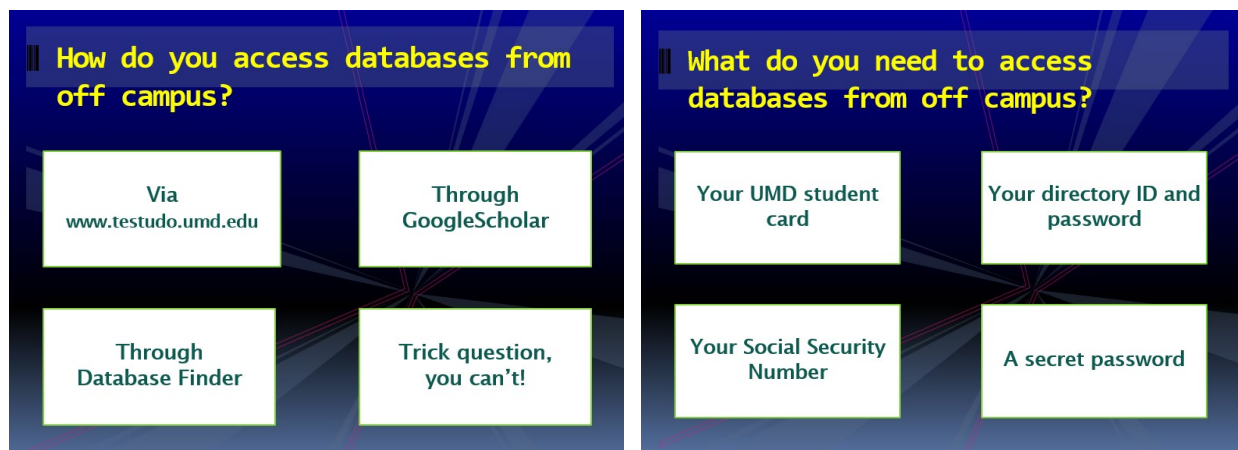 How do you access databases from
off campus?
Via
www.testudo.umd.edu
Through
GoogleScholar
Through
Database Finder
Trick question,
you can't!
What do you need to access
databases from off campus?
Your UMD student
card
Your directory ID and
password
Your Social Security
Number
A secret password